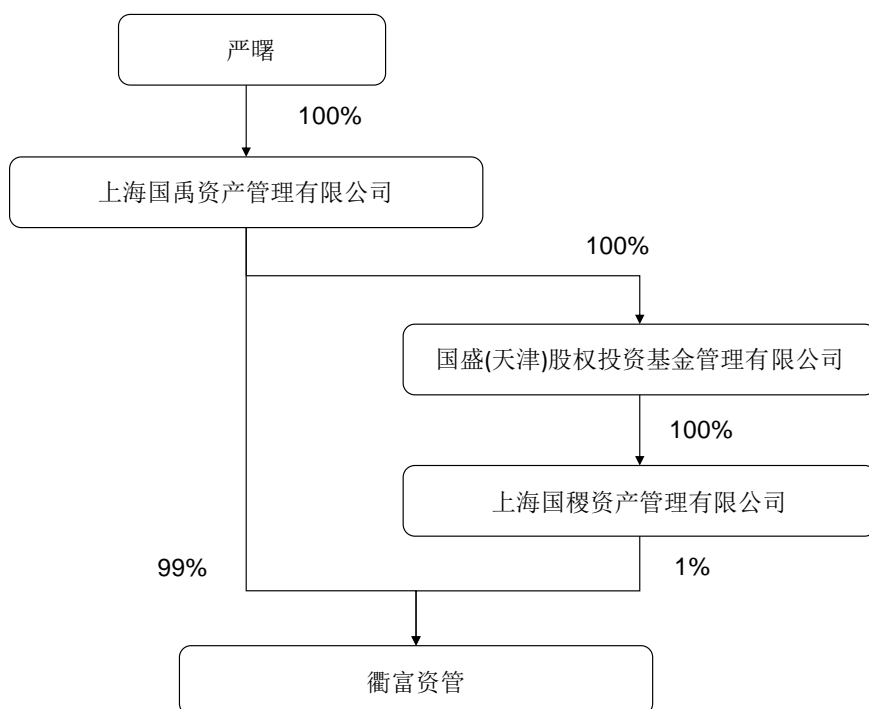 严曙
100%
上海国禹资产管理有限公司
100%
国盛(天津)股权投资基金管理有限公司
100%
上海国稷资产管理有限公司
99%
1%
衢富资管